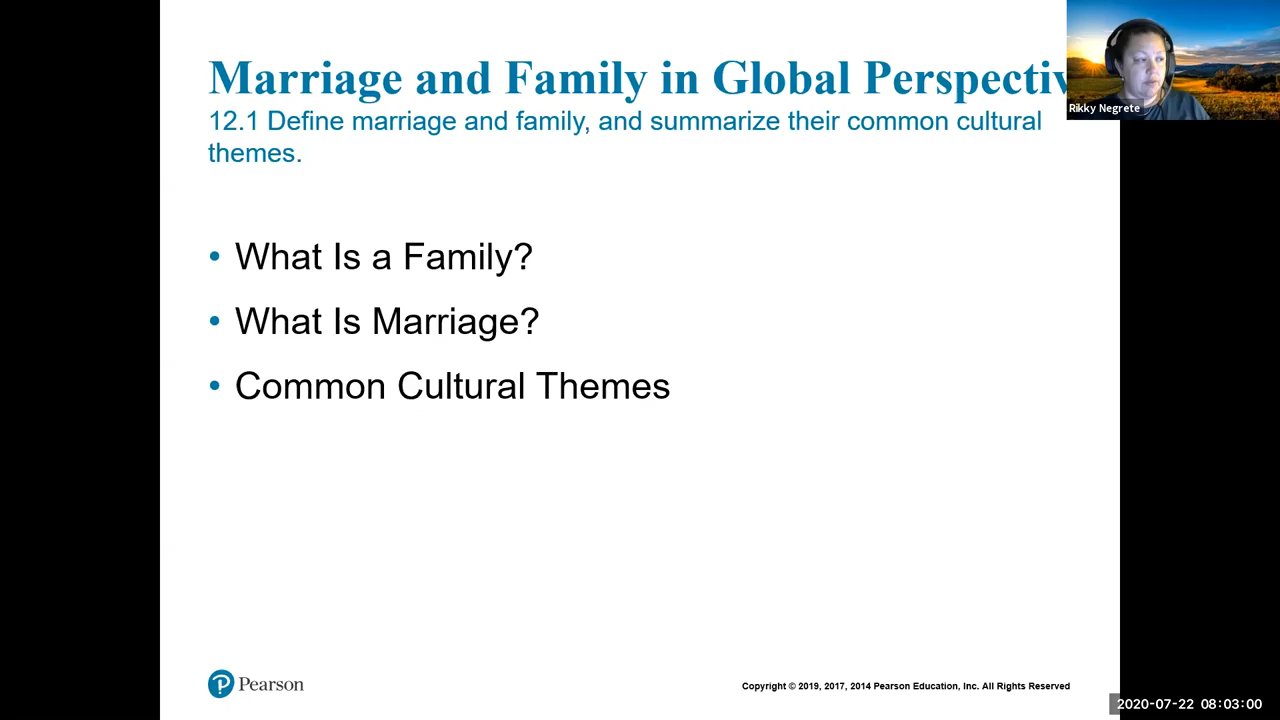 Marriage and Family in Global Perspectiv
12.1 Define marriage and family, and summarize their common cultural
themes.
• What Is a Family?
• What Is Marriage?
• Common Cultural Themes
Pearson
Copyright © 2019, 2017, 2014 Pearson Education, Inc. All Rights Reserved
Rikky Negrete
2020-07-22 08:03:00